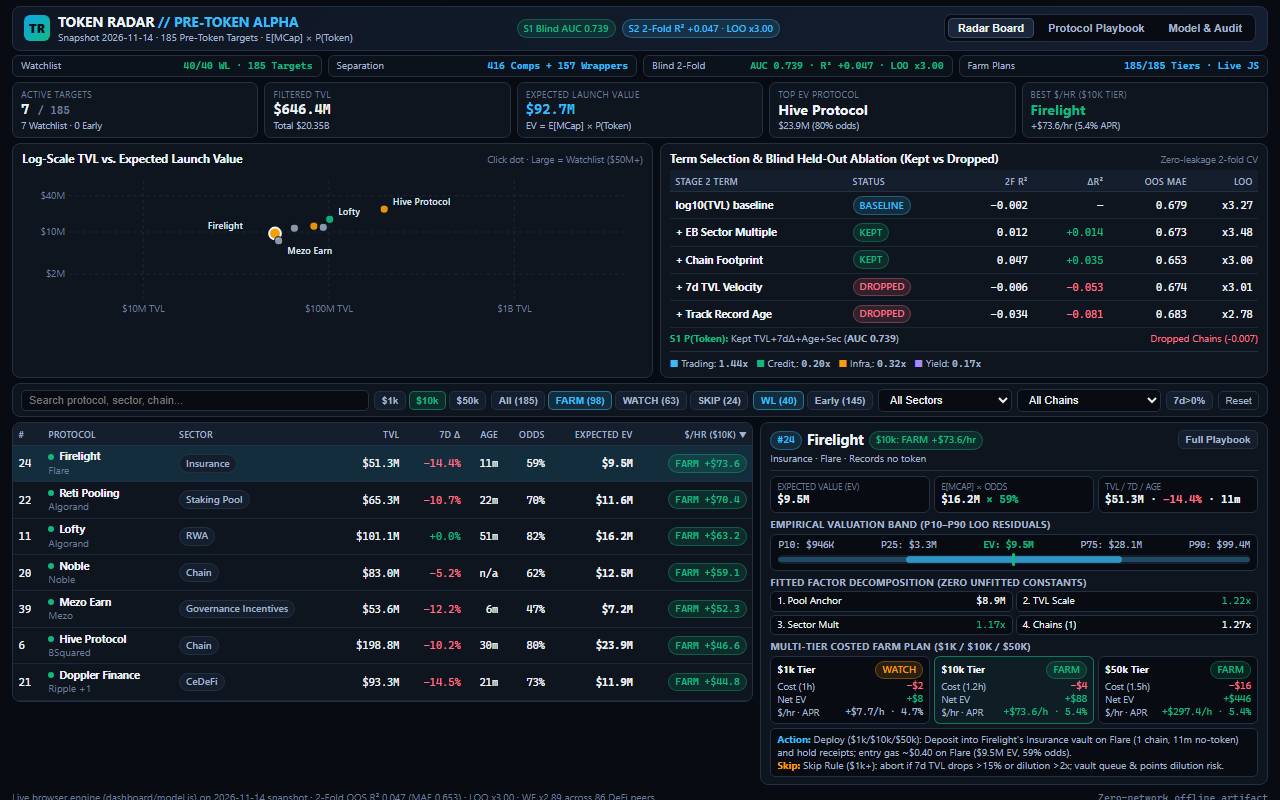 TR
TOKEN RADAR // PRE-TOKEN ALPHA
Snapshot 2026-11-14 · 185 Pre-Token Targets · E[MCap] × P(Token)
S1 Blind AUC 0.739
S2 2-Fold R² +0.047 · LOO x3.00
Radar Board
Protocol Playbook
Model & Audit
Watchlist 40/40 WL · 185 Targets
Separation 416 Comps + 157 Wrappers
Blind 2-Fold AUC 0.739 · R² +0.047 · LOO x3.00
Farm Plans 185/185 Tiers · Live JS
ACTIVE TARGETS
7 / 185
7 Watchlist · 0 Early
FILTERED TVL
$646.4M
Total $20.35B
EXPECTED LAUNCH VALUE
$92.7M
EV = E[MCap] × P(Token)
TOP EV PROTOCOL
Hive Protocol
$23.9M (80% odds)
BEST $/HR ($10K TIER)
Firelight
+$73.6/hr (5.4% APR)
Log-Scale TVL vs. Expected Launch Value
Click dot · Large = Watchlist ($50M+)
$40M
$10M
$2M
Firelight
Mezo Earn
Lofty
Hive Protocol
$10M TVL
$100M TVL
$1B TVL
Term Selection & Blind Held-Out Ablation (Kept vs Dropped)
Zero-leakage 2-fold CV
STAGE 2 TERM STATUS 2F R² ΔR² OOS MAE LOO
log10(TVL) baseline BASELINE −0.002 — 0.679 x3.27
+ EB Sector Multiple KEPT 0.012 +0.014 0.673 x3.48
+ Chain Footprint KEPT 0.047 +0.035 0.653 x3.00
+ 7d TVL Velocity DROPPED −0.006 −0.053 0.674 x3.01
+ Track Record Age DROPPED −0.034 −0.081 0.683 x2.78
S1 P(Token): Kept TVL+7dΔ+Age+Sec (AUC 0.739)
Dropped Chains (-0.007)
Trading: 1.44x Credit,: 0.20x Infra,: 0.32x Yield: 0.17x
Search protocol, sector, chain...
$1k
$10k
$50k
All (185)
FARM (98)
WATCH (63)
SKIP (24)
WL (40)
Early (145)
All Sectors
All Chains
7d>0%
Reset
# PROTOCOL SECTOR TVL 7D Δ AGE ODDS EXPECTED EV $/HR ($10K) ▼
24 Firelight Insurance $51.3M −14.4% 11m 59% $9.5M FARM +$73.6
Flare
22 Reti Pooling Staking Pool $65.3M −10.7% 22m 70% $11.6M FARM +$70.4
Algorand
11 Lofty RWA $101.1M +0.0% 51m 82% $16.2M FARM +$63.2
Algorand
20 Noble Chain $83.0M −5.2% n/a 62% $12.5M FARM +$59.1
Noble
39 Mezo Earn Governance Incentives $53.6M −12.2% 6m 47% $7.2M FARM +$52.3
Mezo
6 Hive Protocol Chain $198.8M −10.2% 30m 80% $23.9M FARM +$46.6
BSquared
21 Doppler Finance CeDeFi $93.3M −14.5% 21m 73% $11.9M FARM +$44.8
Ripple +1
#24 Firelight $10k: FARM +$73.6/hr
Full Playbook
Insurance · Flare · Records no token
EXPECTED VALUE (EV)
$9.5M
E[MCAP] × ODDS
$16.2M × 59%
TVL / 7D / AGE
$51.3M · −14.4% · 11m
EMPIRICAL VALUATION BAND (P10–P90 LOO RESIDUALS)
P10: $946K P25: $3.3M EV: $9.5M P75: $28.1M P90: $99.4M
FITTED FACTOR DECOMPOSITION (ZERO UNFITTED CONSTANTS)
1. Pool Anchor $8.9M
2. TVL Scale 1.22x
3. Sector Mult 1.17x
4. Chains (1) 1.27x
MULTI-TIER COSTED FARM PLAN ($1K / $10K / $50K)
$1k Tier WATCH
Cost (1h) −$2
Net EV +$8
$/hr · APR +$7.7/h · 4.7%
$10k Tier FARM
Cost (1.2h) −$4
Net EV +$88
$/hr · APR +$73.6/h · 5.4%
$50k Tier FARM
Cost (1.5h) −$16
Net EV +$446
$/hr · APR +$297.4/h · 5.4%
Action: Deploy ($1k/$10k/$50k): Deposit into Firelight's Insurance vault on Flare (1 chain, 11m no-token)
and hold receipts; entry gas ~$0.40 on Flare ($9.5M EV, 59% odds).
Skip: Skip Rule ($1k+): abort if 7d TVL drops >15% or dilution >2x; vault queue & points dilution risk.
Live browser engine (dashboard/model.js) on 2026-11-14 snapshot · 2-Fold OOS R² 0.047 (MAE 0.653) · LOO x3.00 · WF x2.89 across 86 DeFi peers
Zero-network offline artifact